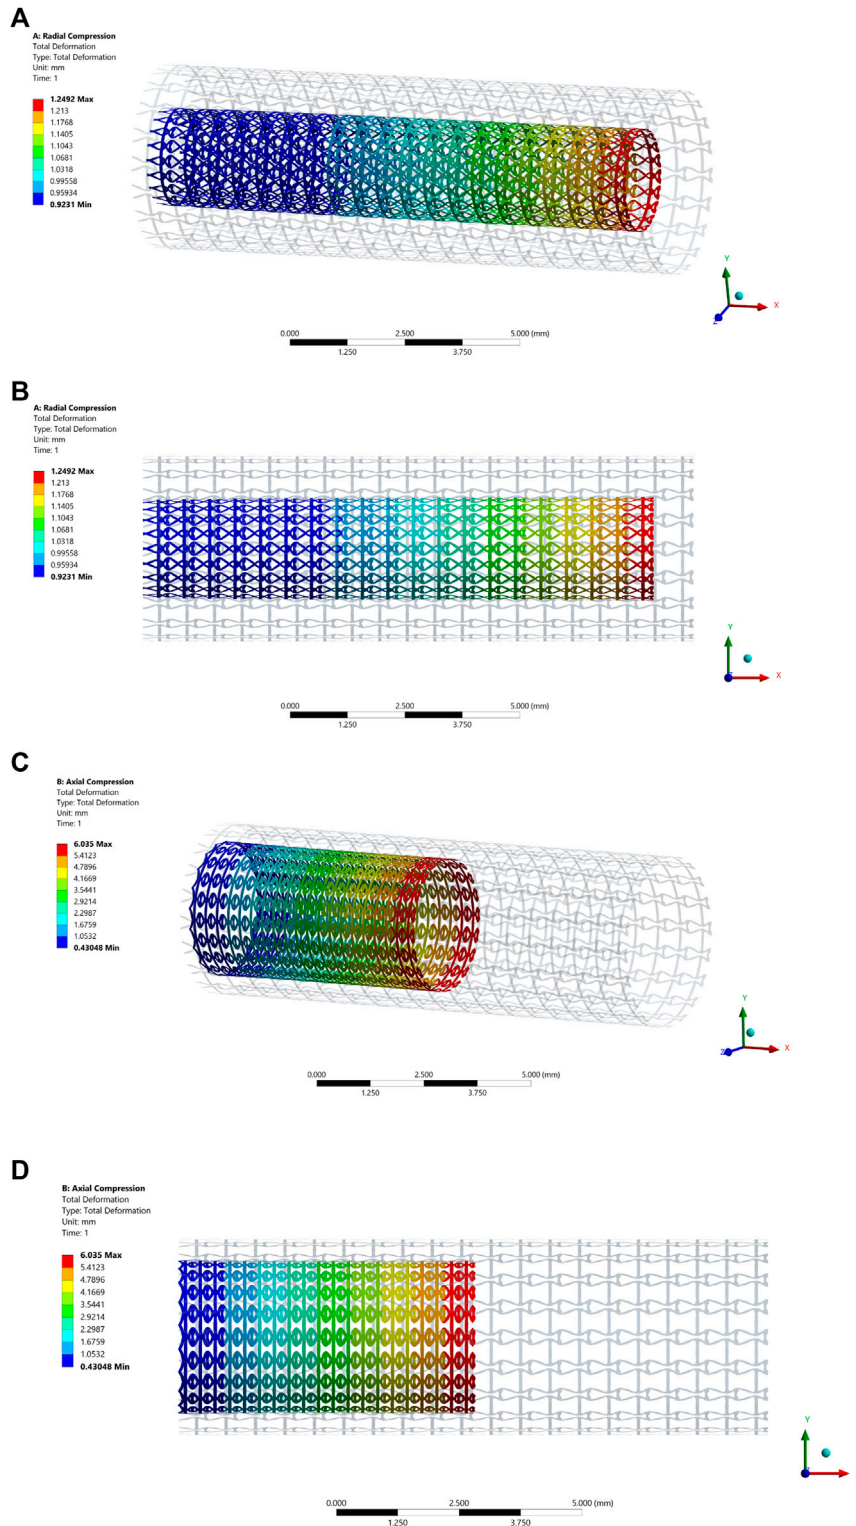 A
A: Radial Compression
Total Deformation
Type: Total Deformation
Unit: mm
Time: 1
1.2492 Max
1.213
1.1768
1.1405
1.1043
1.0681
1.0318
0.99558
0.95934
0.9231 Min
Y
X
Z
0.000 2.500 5.000 (mm)
1.250 3.750
B
A: Radial Compression
Total Deformation
Type: Total Deformation
Unit: mm
Time: 1
1.2492 Max
1.213
1.1768
1.1405
1.1043
1.0681
1.0318
0.99558
0.95934
0.9231 Min
Y
X
Z
0.000 2.500 5.000 (mm)
1.250 3.750
C
B: Axial Compression
Total Deformation
Type: Total Deformation
Unit: mm
Time: 1
6.035 Max
5.4123
4.7896
4.1669
3.5441
2.9214
2.2987
1.6759
1.0532
0.43048 Min
Y
Z X
0.000 2.500 5.000 (mm)
1.250 3.750
D
B: Axial Compression
Total Deformation
Type: Total Deformation
Unit: mm
Time: 1
6.035 Max
5.4123
4.7896
4.1669
3.5441
2.9214
2.2987
1.6759
1.0532
0.43048 Min
Y
Z
0.000 2.500 5.000 (mm)
1.250 3.750